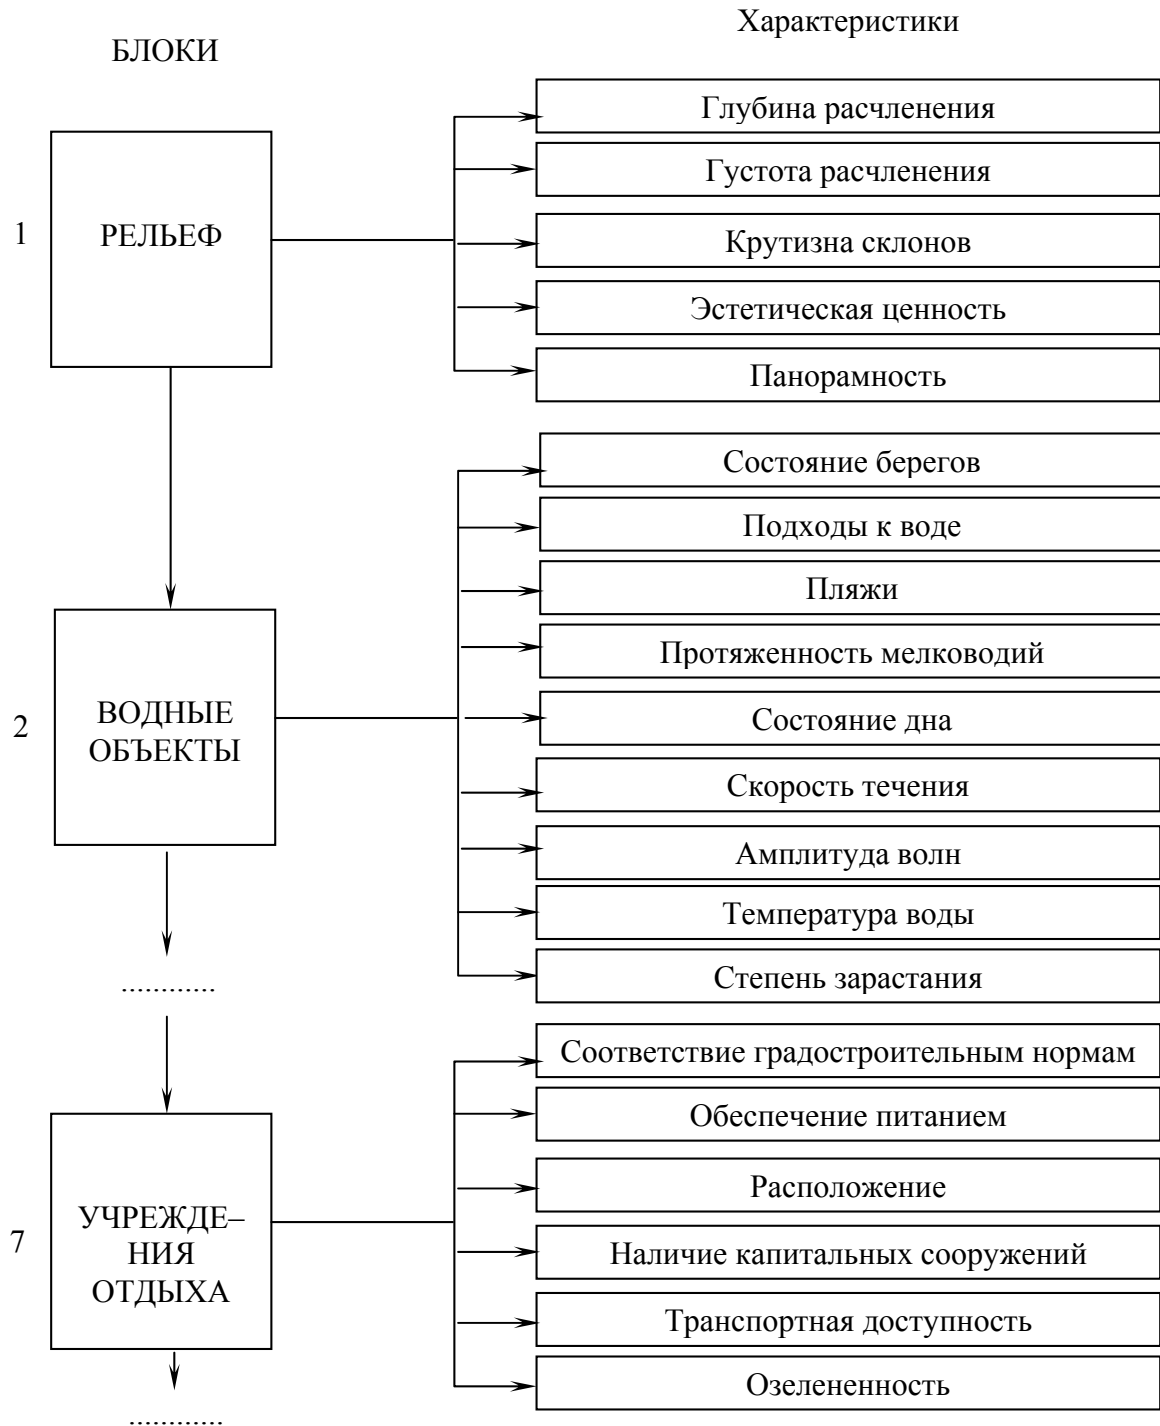 Характеристики
БЛОКИ
1
РЕЛЬЕФ
Глубина расчленения
Густота расчленения
Крутизна склонов
Эстетическая ценность
Панорамность
2
ВОДНЫЕ
ОБЪЕКТЫ
Состояние берегов
Подходы к воде
Пляжи
Протяженность мелководий
Состояние дна
Скорость течения
Амплитуда волн
Температура воды
Степень зарастания
............
7
УЧРЕЖДЕ–
НИЯ
ОТДЫХА
Соответствие градостроительным нормам
Обеспечение питанием
Расположение
Наличие капитальных сооружений
Транспортная доступность
Озелененность
............